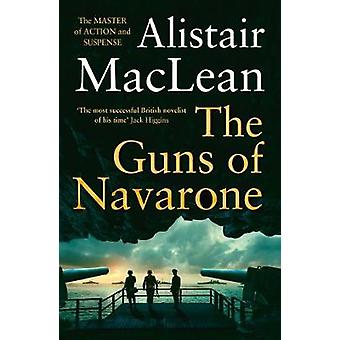 The MASTER
of ACTION and
SUSPENSE
Alistair
MacLean
‘The most successful British novelist
of his time’ Jack Higgins
The
Guns of
Navarone